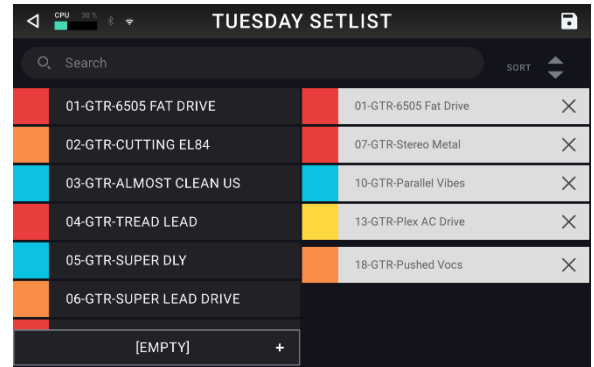 CPU 30 %
TUESDAY SETLIST
Search
SORT
01-GTR-6505 FAT DRIVE
02-GTR-CUTTING EL84
03-GTR-ALMOST CLEAN US
04-GTR-TREAD LEAD
05-GTR-SUPER DLY
06-GTR-SUPER LEAD DRIVE
[EMPTY] +
01-GTR-6505 Fat Drive
07-GTR-Stereo Metal
10-GTR-Parallel Vibes
13-GTR-Plex AC Drive
18-GTR-Pushed Vocs